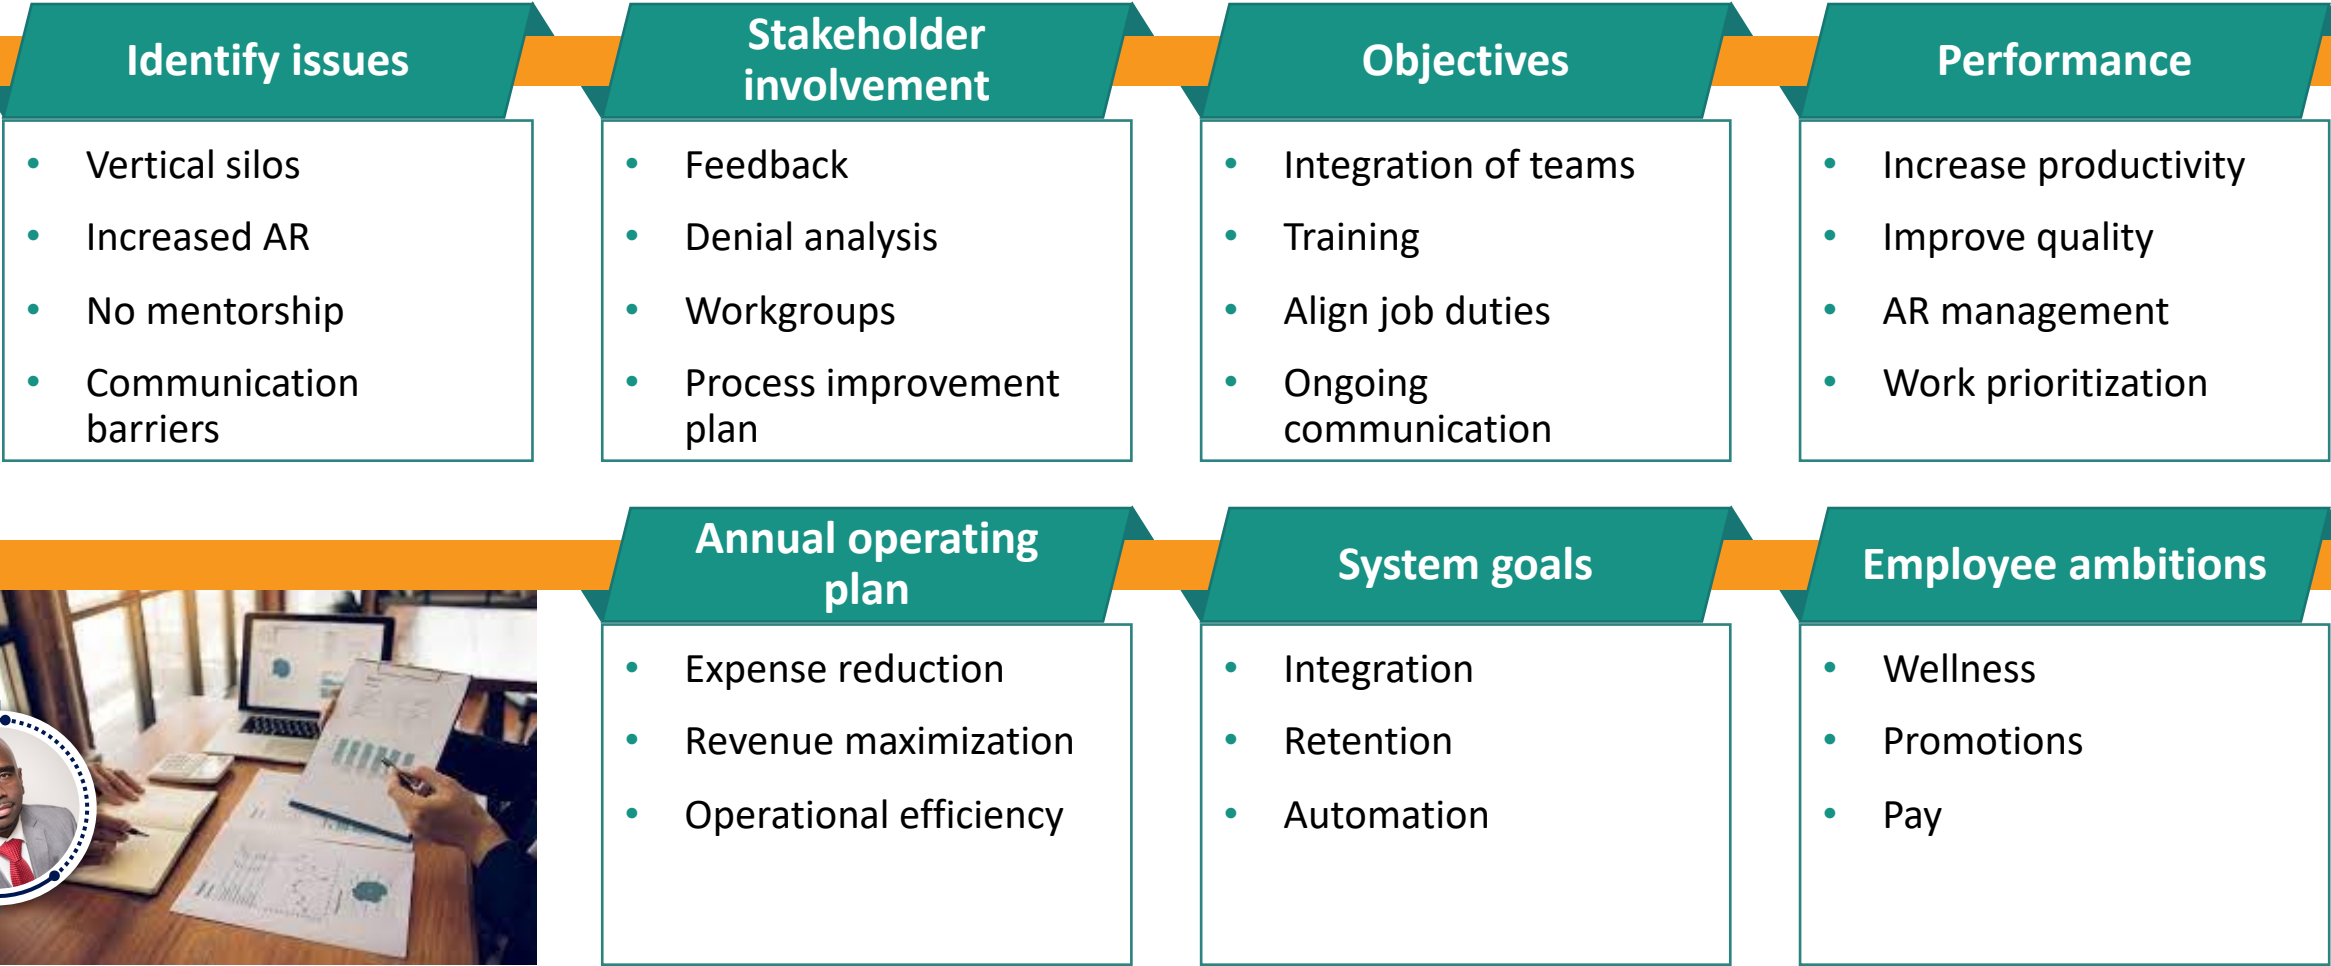 Identify issues
Vertical silos
Increased AR
No mentorship
Communication
barriers
Stakeholder
involvement
Feedback
Denial analysis
Workgroups
Process improvement
plan
Objectives
Integration of teams
Training
Align job duties
Ongoing
communication
Performance
Increase productivity
Improve quality
AR management
Work prioritization
Annual operating
plan
Expense reduction
Revenue maximization
Operational efficiency
System goals
Integration
Retention
Automation
Employee ambitions
Wellness
Promotions
Pay